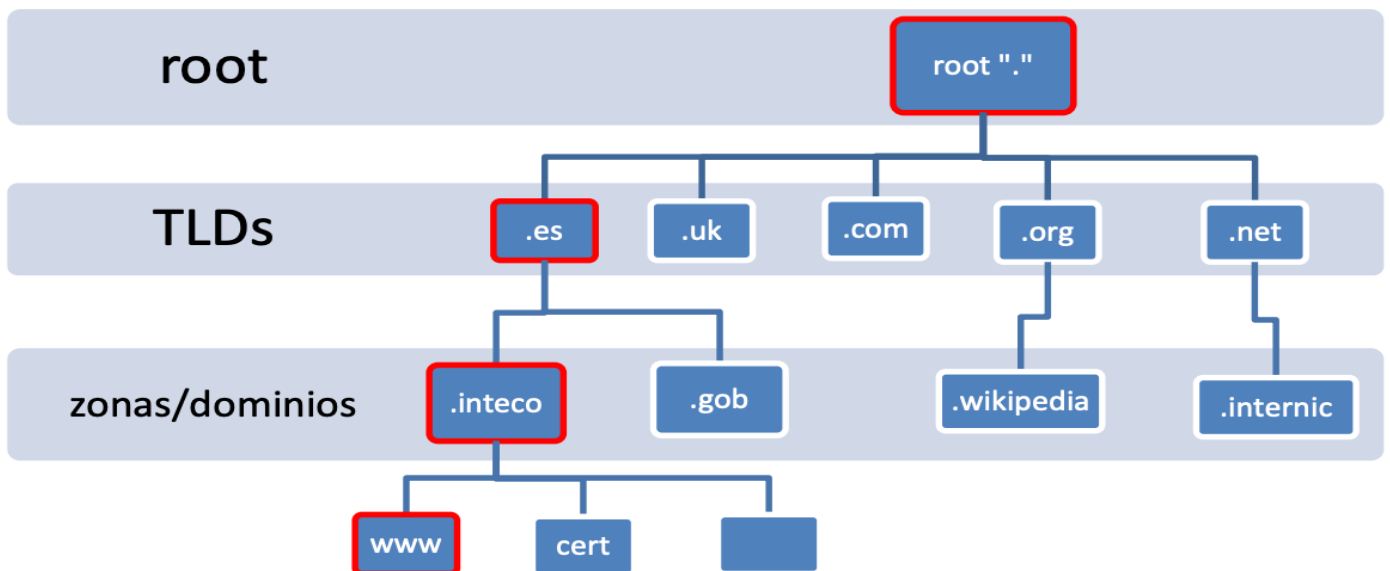 root
root "."
TLDs
.es
.uk
.com
.org
.net
zonas/dominios
.inteco
.gob
.wikipedia
.internic
www
cert